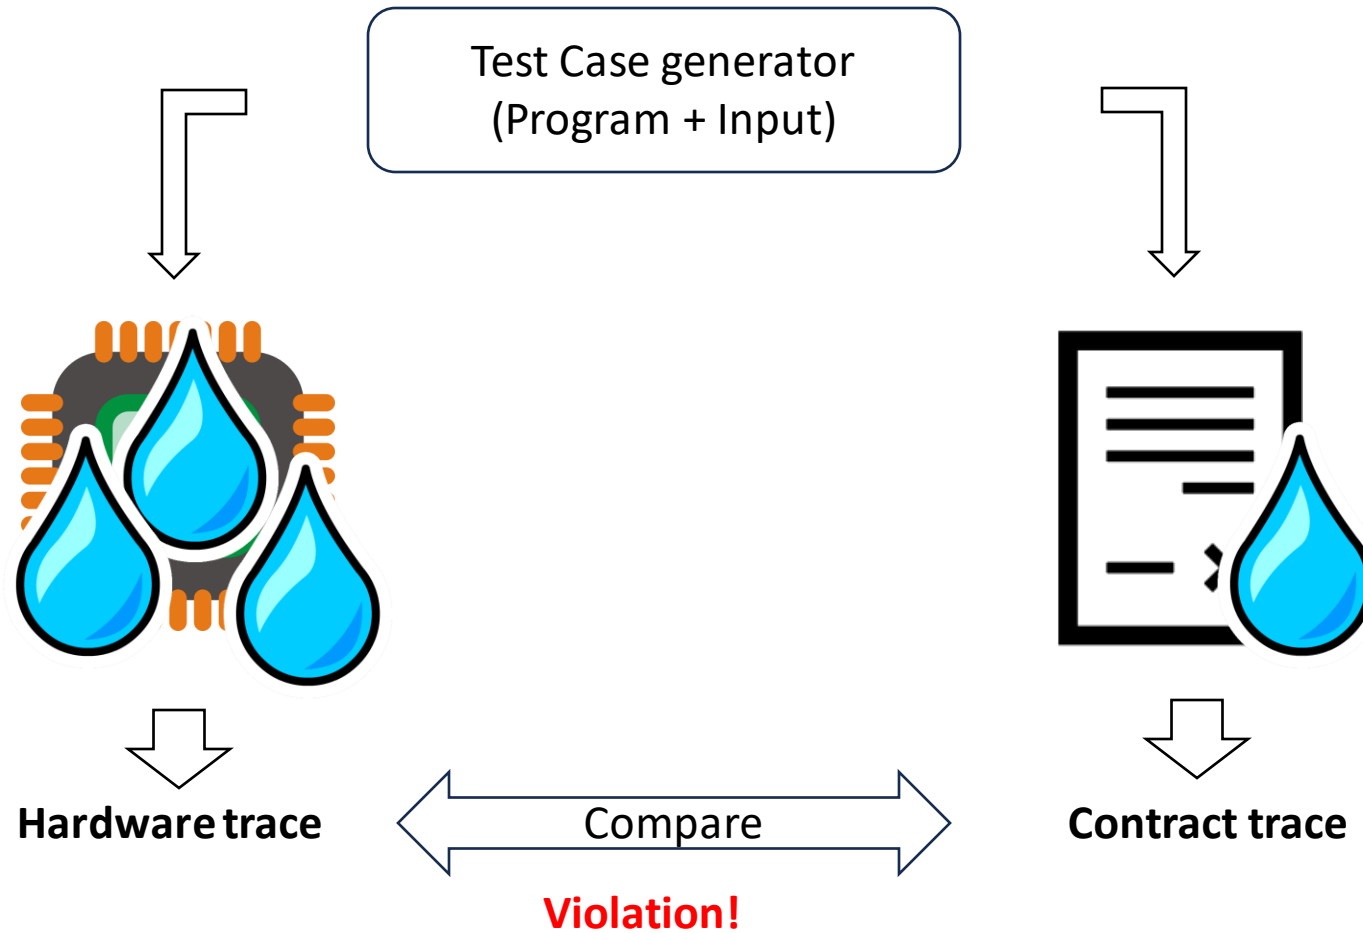 Test Case generator
(Program + Input)
Hardware trace
Compare
Contract trace
Violation!